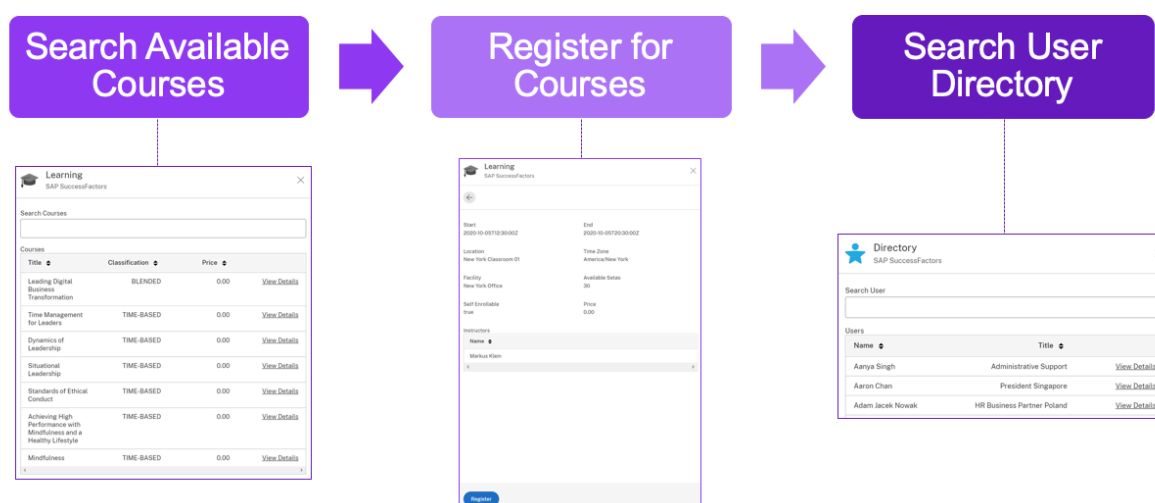 Search Available
Courses
Register for
Courses
Search User
Directory
Learning
SAP SuccessFactors
Search Courses
Courses
Title Classification Price
Leading Digital
Business
Transformation
BLENDED 0.00 View Details
Time Management
for Leaders
TIME-BASED 0.00 View Details
Dynamics of
Leadership
TIME-BASED 0.00 View Details
Situational
Leadership
TIME-BASED 0.00 View Details
Standards of Ethical
Conduct
TIME-BASED 0.00 View Details
Achieving High
Performance with
Mindfulness and a
Healthy Lifestyle
TIME-BASED 0.00 View Details
Mindfulness TIME-BASED 0.00 View Details
Learning
SAP SuccessFactors
Start End
2020-10-05T12:30:00Z 2020-10-05T20:30:00Z
Location Time Zone
New York Classroom 01 America/New York
Facility Available Setas
New York Office 30
Self Enrollable Price
true 0.00
Instructors
Name
Markus Klein
Register
Directory
SAP SuccessFactors
Search User
Users
Name Title
Aanya Singh Administrative Support View Details
Aaron Chan President Singapore View Details
Adam Jacek Nowak HR Business Partner Poland View Details